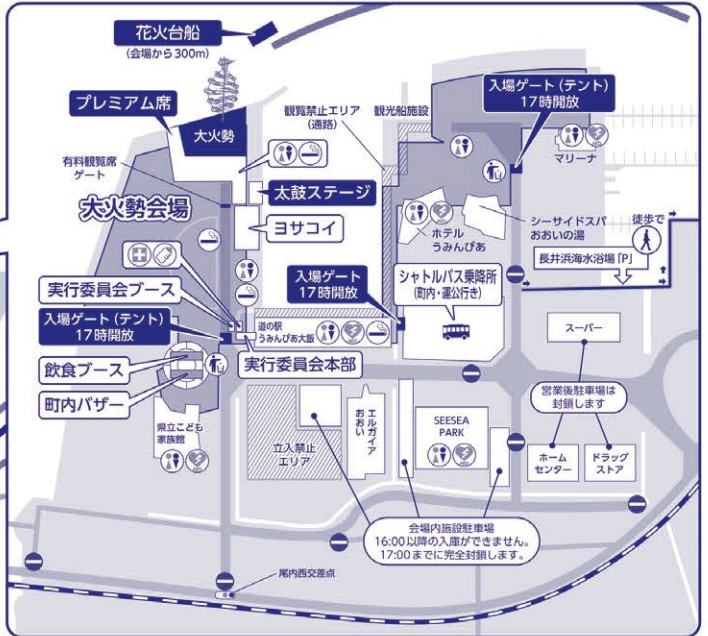 花火台船
(会場から300m)
プレミアム席
大火勢
観覧禁止エリア
(通路)
観光船施設
入場ゲート(テント)
17時開放
マリーナ
有料観覧席
ゲート
大火勢会場
太鼓ステージ
ヨサコイ
ホテル
うみんぴあ
シーサイドスパ
おおいの湯
徒歩で
長井浜海水浴場「P」
実行委員会ブース
入場ゲート
17時開放
シャトルバス乗降所
(町内・運公行き)
入場ゲート(テント)
17時開放
道の駅
うみんぴあ大飯
実行委員会本部
スーパー
飲食ブース
町内バザー
営業後駐車場は
封鎖します
県立こども
家族館
立入禁止
エリア
エルガイア
おおい
SEESEA
PARK
ホーム
センター
ドラッグ
ストア
会場内施設駐車場
16:00以降の入庫ができません。
17:00までに完全封鎖します。
尾内西交差点